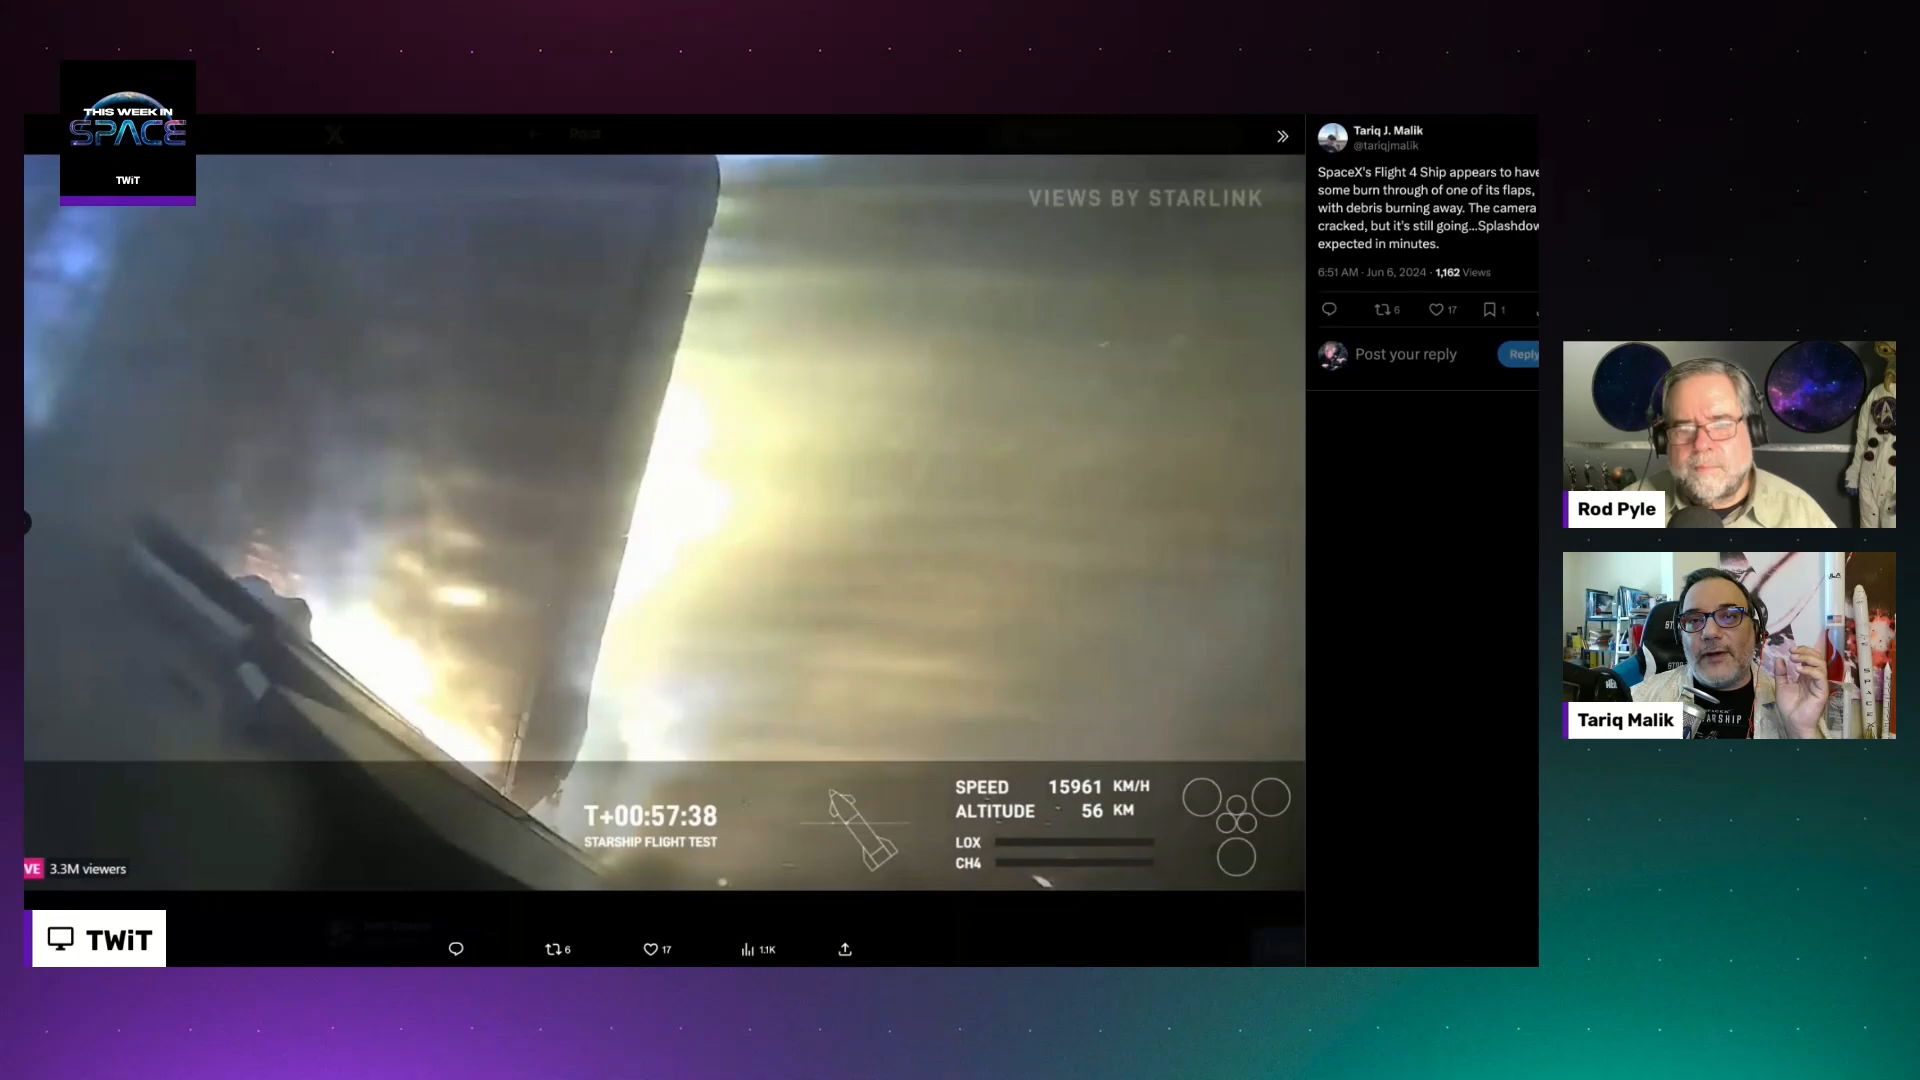 THIS WEEK IN
SPACE
TWiT
Post
VIEWS BY STARLINK
Tariq J. Malik
@tariqjmalik
SpaceX's Flight 4 Ship appears to have
some burn through of one of its flaps,
with debris burning away. The camera
cracked, but it's still going...Splashdow
expected in minutes.
6:51 AM · Jun 6, 2024 · 1,162 Views
6 17 1
Post your reply
Reply
Rod Pyle
Tariq Malik
STARSHIP
SPACEX
T+00:57:38
STARSHIP FLIGHT TEST
SPEED 15961 KM/H
ALTITUDE 56 KM
LOX
CH4
VE 3.3M viewers
TWiT
6 17 1.1K